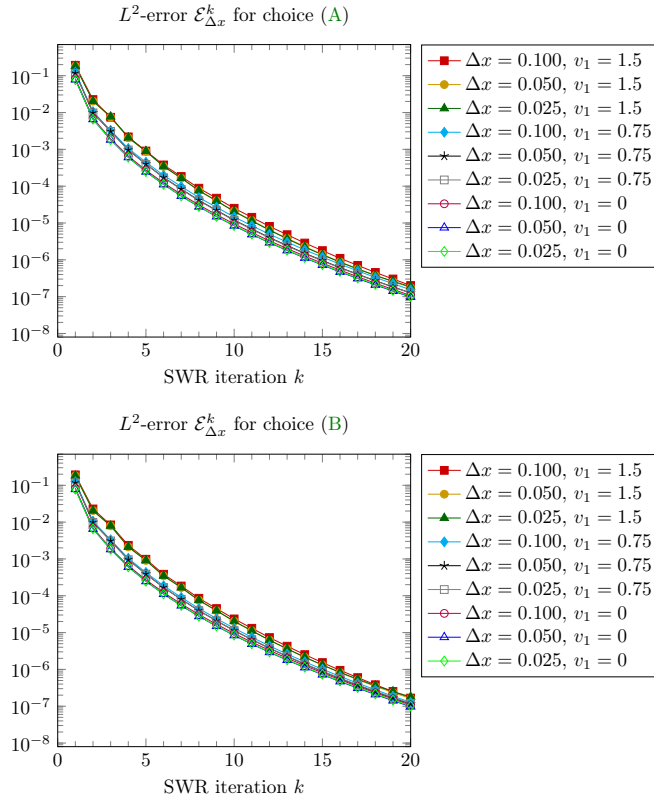 L²-error ℰᵏ_Δx for choice (A)
10⁻¹
10⁻²
10⁻³
10⁻⁴
10⁻⁵
10⁻⁶
10⁻⁷
10⁻⁸
0 5 10 15 20
SWR iteration k
Δx = 0.100, v₁ = 1.5
Δx = 0.050, v₁ = 1.5
Δx = 0.025, v₁ = 1.5
Δx = 0.100, v₁ = 0.75
Δx = 0.050, v₁ = 0.75
Δx = 0.025, v₁ = 0.75
Δx = 0.100, v₁ = 0
Δx = 0.050, v₁ = 0
Δx = 0.025, v₁ = 0
L²-error ℰᵏ_Δx for choice (B)
10⁻¹
10⁻²
10⁻³
10⁻⁴
10⁻⁵
10⁻⁶
10⁻⁷
10⁻⁸
0 5 10 15 20
SWR iteration k
Δx = 0.100, v₁ = 1.5
Δx = 0.050, v₁ = 1.5
Δx = 0.025, v₁ = 1.5
Δx = 0.100, v₁ = 0.75
Δx = 0.050, v₁ = 0.75
Δx = 0.025, v₁ = 0.75
Δx = 0.100, v₁ = 0
Δx = 0.050, v₁ = 0
Δx = 0.025, v₁ = 0